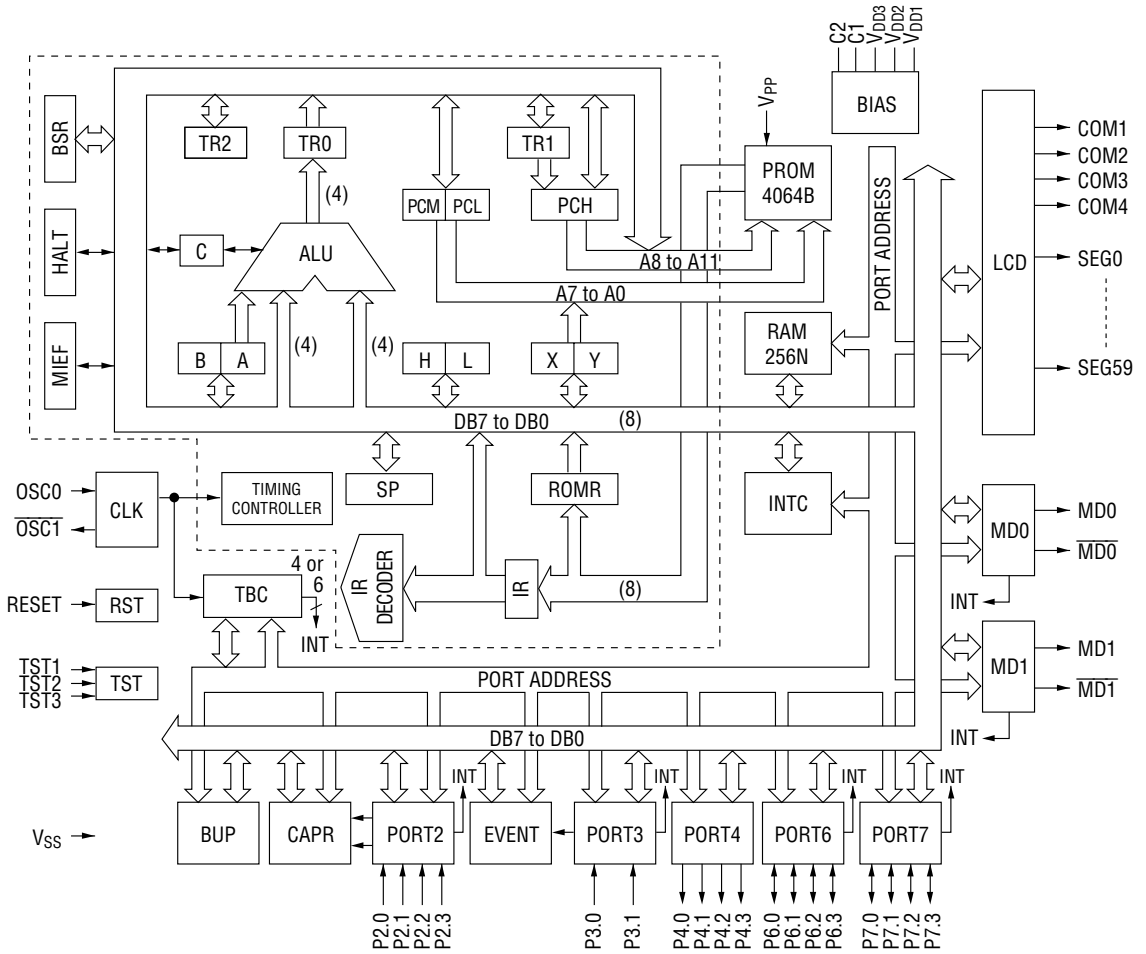 C2
C1
VDD3
VDD2
VDD1
BIAS
VPP
BSR
TR2
TR0
TR1
PROM
4064B
COM1
COM2
COM3
COM4
(4)
PCM
PCL
PCH
PORT ADDRESS
LCD
HALT
C
ALU
A8 to A11
SEG0
A7 to A0
MIEF
B
A
(4)
(4)
H
L
X
Y
RAM
256N
SEG59
DB7 to DB0
(8)
OSC0
OSC1
CLK
TIMING
CONTROLLER
SP
ROMR
INTC
MD0
MD0
MD0
INT
TBC
4 or
6
INT
IR
DECODER
IR
(8)
RESET
RST
TST1
TST2
TST3
TST
MD1
MD1
MD1
INT
PORT ADDRESS
DB7 to DB0
VSS
BUP
CAPR
PORT2
INT
EVENT
PORT3
INT
PORT4
PORT6
INT
PORT7
INT
P2.0
P2.1
P2.2
P2.3
P3.0
P3.1
P4.0
P4.1
P4.2
P4.3
P6.0
P6.1
P6.2
P6.3
P7.0
P7.1
P7.2
P7.3